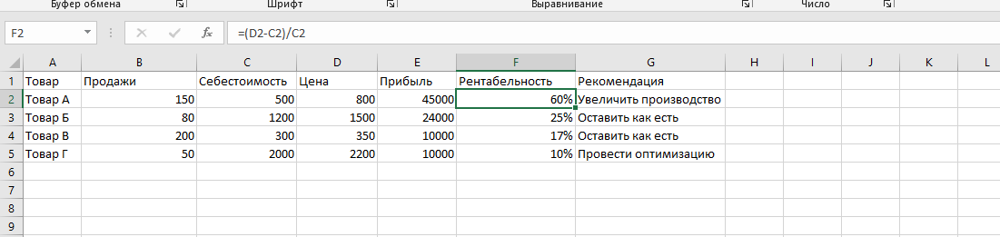 Буфер обмена Шрифт Выравнивание Число
F2 fx =(D2-C2)/C2
A B C D E F G H I J K L
1 Товар Продажи Себестоимость Цена Прибыль Рентабельность Рекомендация
2 Товар А 150 500 800 45000 60% Увеличить производство
3 Товар Б 80 1200 1500 24000 25% Оставить как есть
4 Товар В 200 300 350 10000 17% Оставить как есть
5 Товар Г 50 2000 2200 10000 10% Провести оптимизацию
6
7
8
9